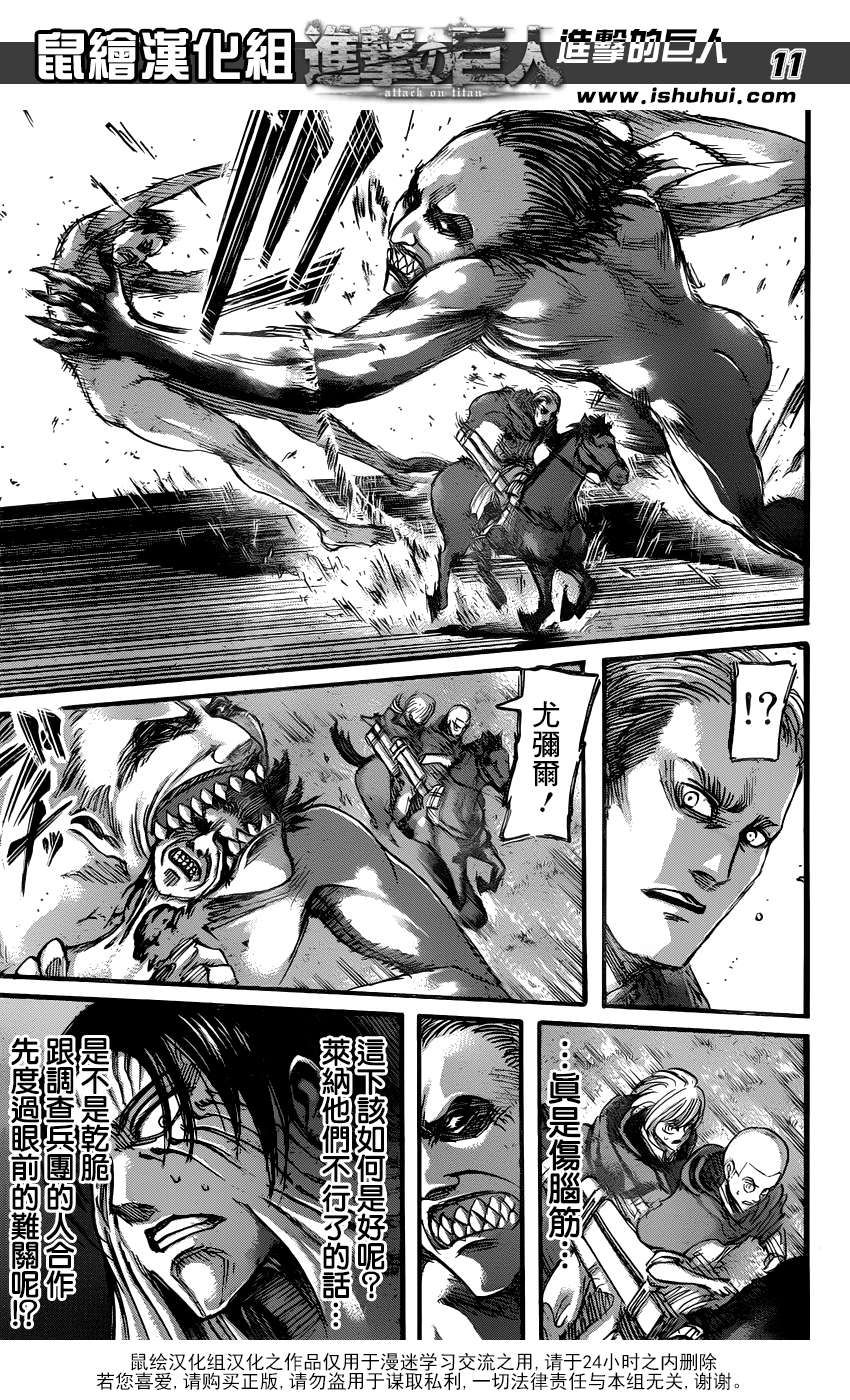 鼠繪漢化組
進撃の巨人
attack on titan
進擊的巨人
11
www.ishuhui.com
!?
尤彌爾!
…真是傷腦筋…
這下該如何是好呢?
萊納他們不行了的話…
是不是乾脆
跟調查兵團的人合作
先度過眼前的難關呢!?
鼠绘汉化组汉化之作品仅用于漫迷学习交流之用,请于24小时之内删除
若您喜爱,请购买正版,请勿盗用于谋取私利,一切法律责任与本组无关,谢谢。